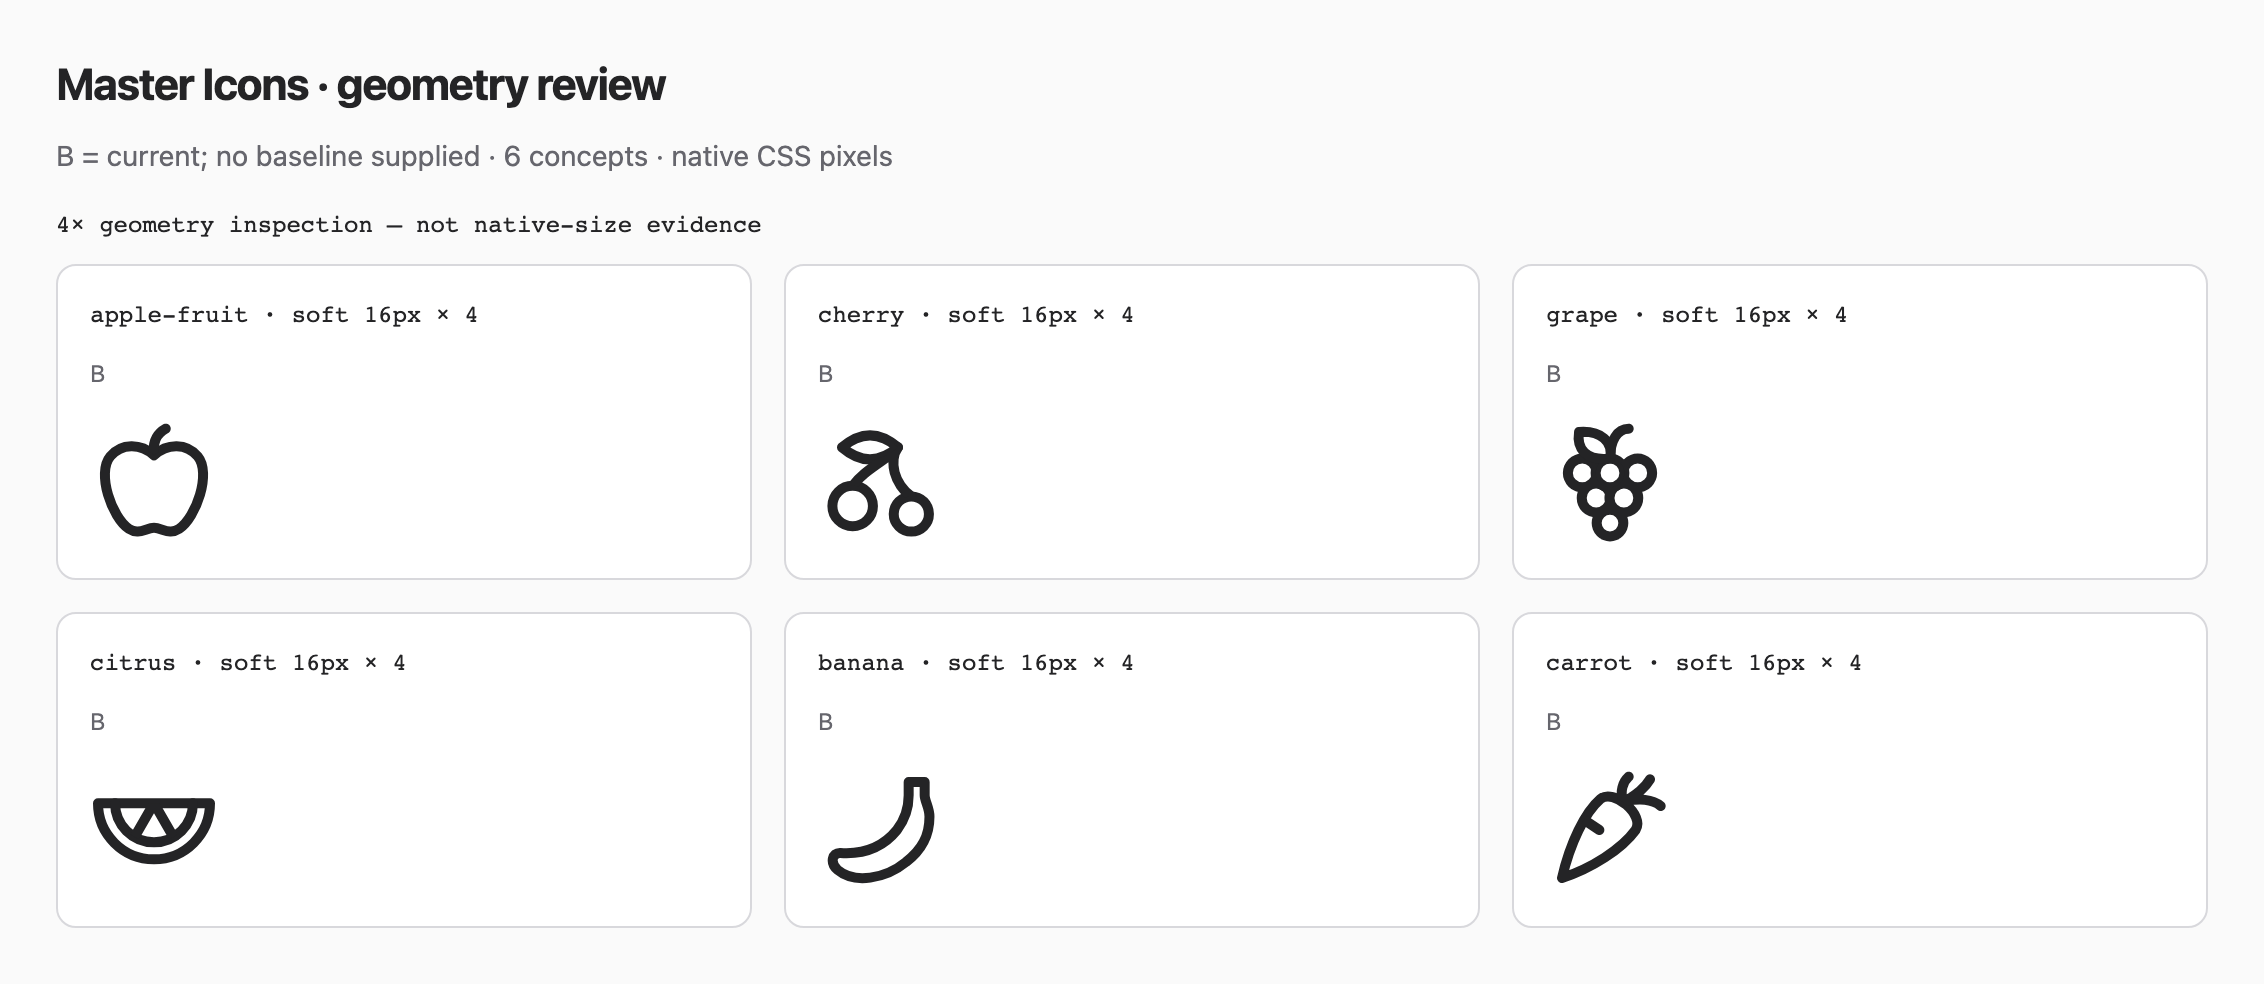 Master Icons · geometry review
B = current; no baseline supplied · 6 concepts · native CSS pixels
4× geometry inspection — not native-size evidence
apple-fruit · soft 16px × 4
B
cherry · soft 16px × 4
B
grape · soft 16px × 4
B
citrus · soft 16px × 4
B
banana · soft 16px × 4
B
carrot · soft 16px × 4
B